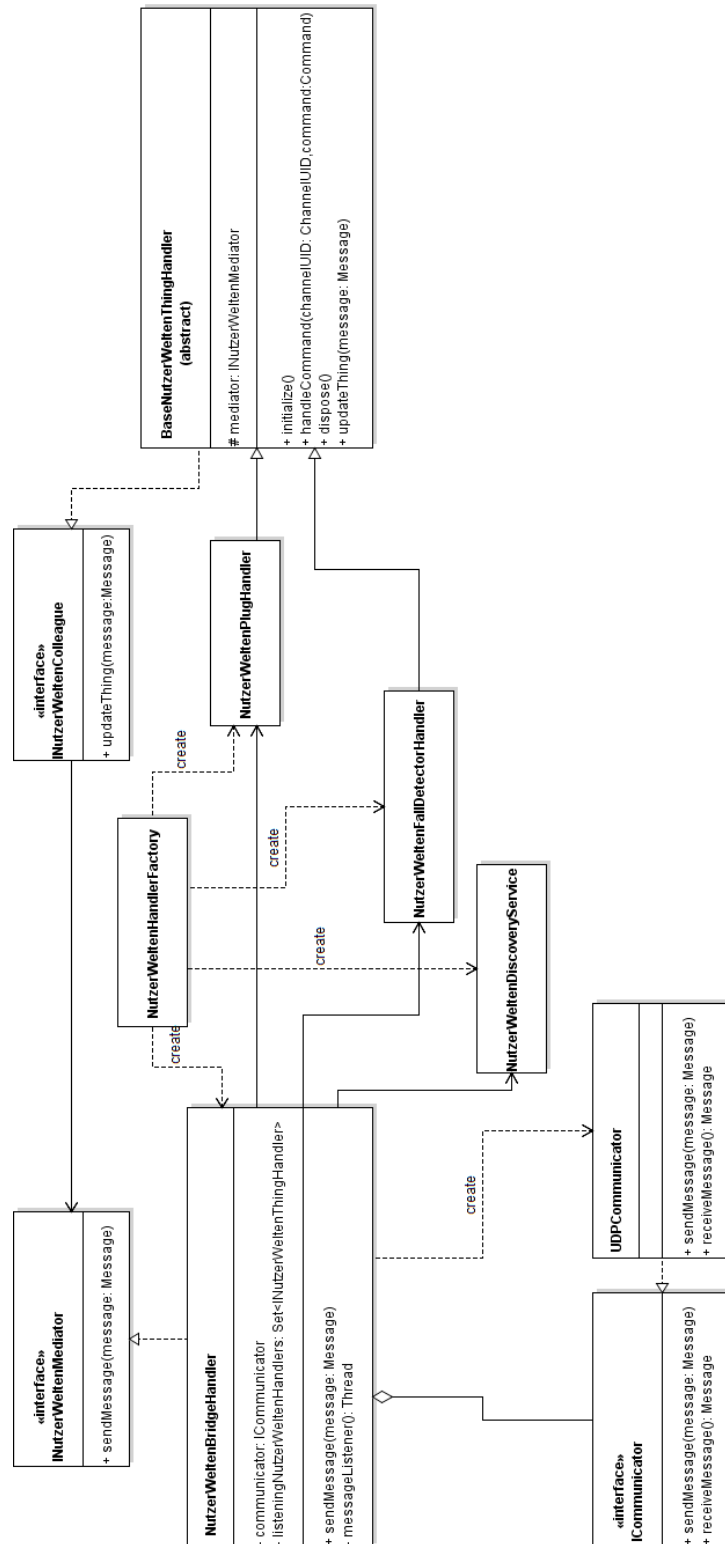 «interface»
INutzerWeltenMediator
+ sendMessage(message: Message)
«interface»
INutzerWeltenColleague
+ updateThing(message:Message)
NutzerWeltenHandlerFactory
create
create
create
create
BaseNutzerWeltenThingHandler
(abstract)
# mediator: INutzerWeltenMediator
+ initialize()
+ handleCommand(channelUID: ChannelUID,command:Command)
+ dispose()
+ updateThing(message: Message)
NutzerWeltenBridgeHandler
- communicator: ICommunicator
- listeningNutzerWeltenHandlers: Set<INutzerWeltenThingHandler>
+ sendMessage(message: Message)
- messageListener(): Thread
NutzerWeltenPlugHandler
NutzerWeltenFallDetectorHandler
NutzerWeltenDiscoveryService
create
«interface»
ICommunicator
+ sendMessage(message: Message)
+ receiveMessage(): Message
UDPCommunicator
+ sendMessage(message: Message)
+ receiveMessage(): Message